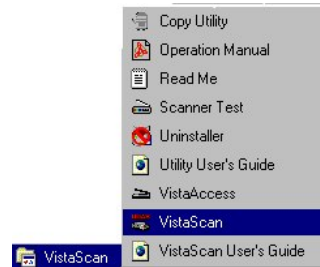 Copy Utility
Operation Manual
Read Me
Scanner Test
Uninstaller
Utility User's Guide
VistaAccess
VistaScan
VistaScan VistaScan User's Guide